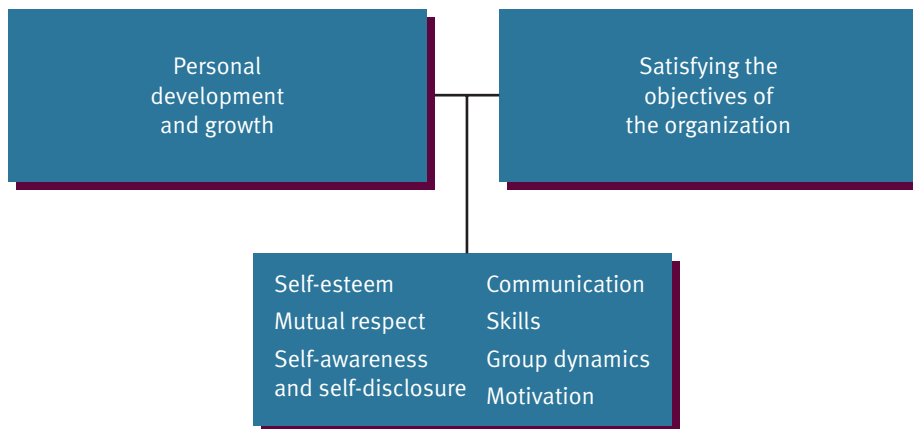 Personal
development
and growth
Satisfying the
objectives of
the organization
Self-esteem
Mutual respect
Self-awareness
and self-disclosure
Communication
Skills
Group dynamics
Motivation